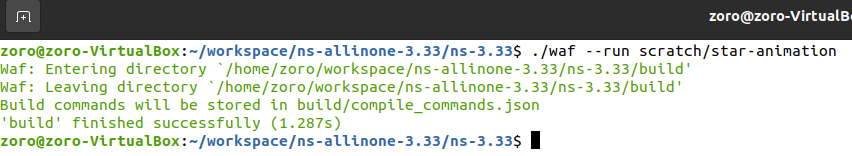 zoro@zoro-VirtualBox
zoro@zoro-VirtualBox:~/workspace/ns-allinone-3.33/ns-3.33$ ./waf --run scratch/star-animation
Waf: Entering directory `/home/zoro/workspace/ns-allinone-3.33/ns-3.33/build'
Waf: Leaving directory `/home/zoro/workspace/ns-allinone-3.33/ns-3.33/build'
Build commands will be stored in build/compile_commands.json
'build' finished successfully (1.287s)
zoro@zoro-VirtualBox:~/workspace/ns-allinone-3.33/ns-3.33$